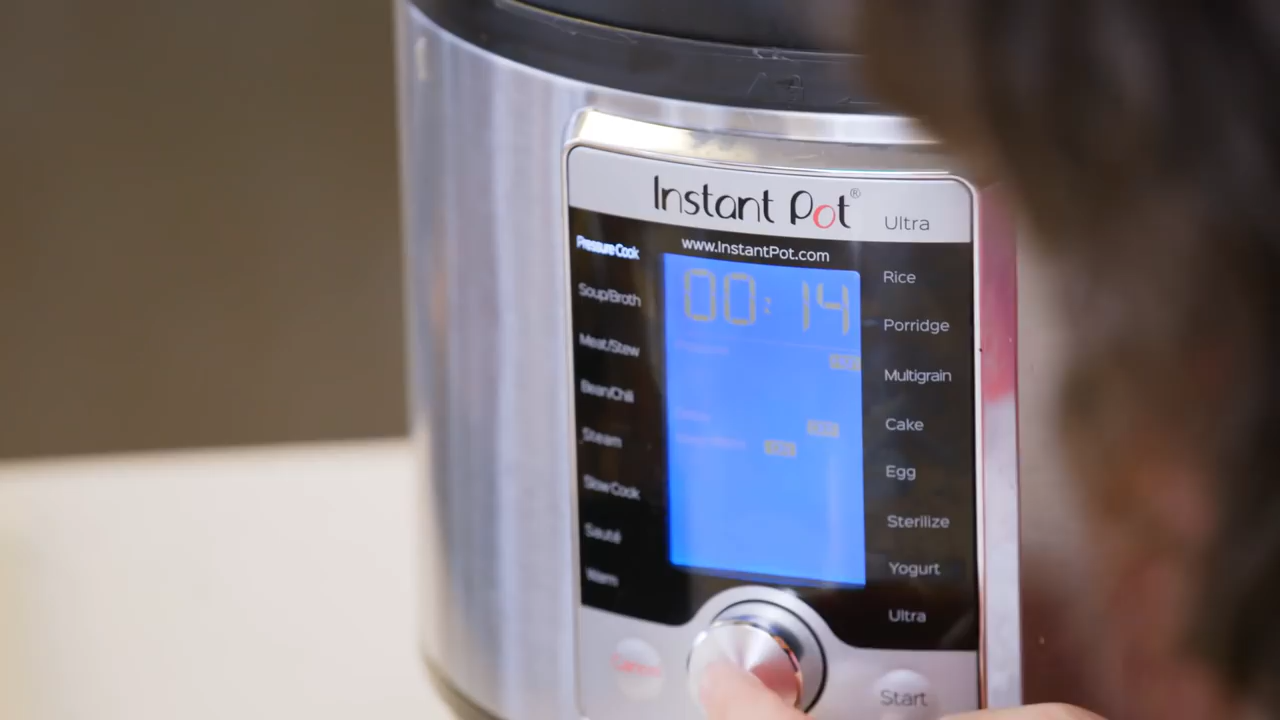 Instant Pot®
Ultra
www.InstantPot.com
Pressure Cook
Soup/Broth
Meat/Stew
Bean/Chili
Steam
Slow Cook
Sauté
Warm
00:14
Rice
Porridge
Multigrain
Cake
Egg
Sterilize
Yogurt
Ultra
Cancel
Start